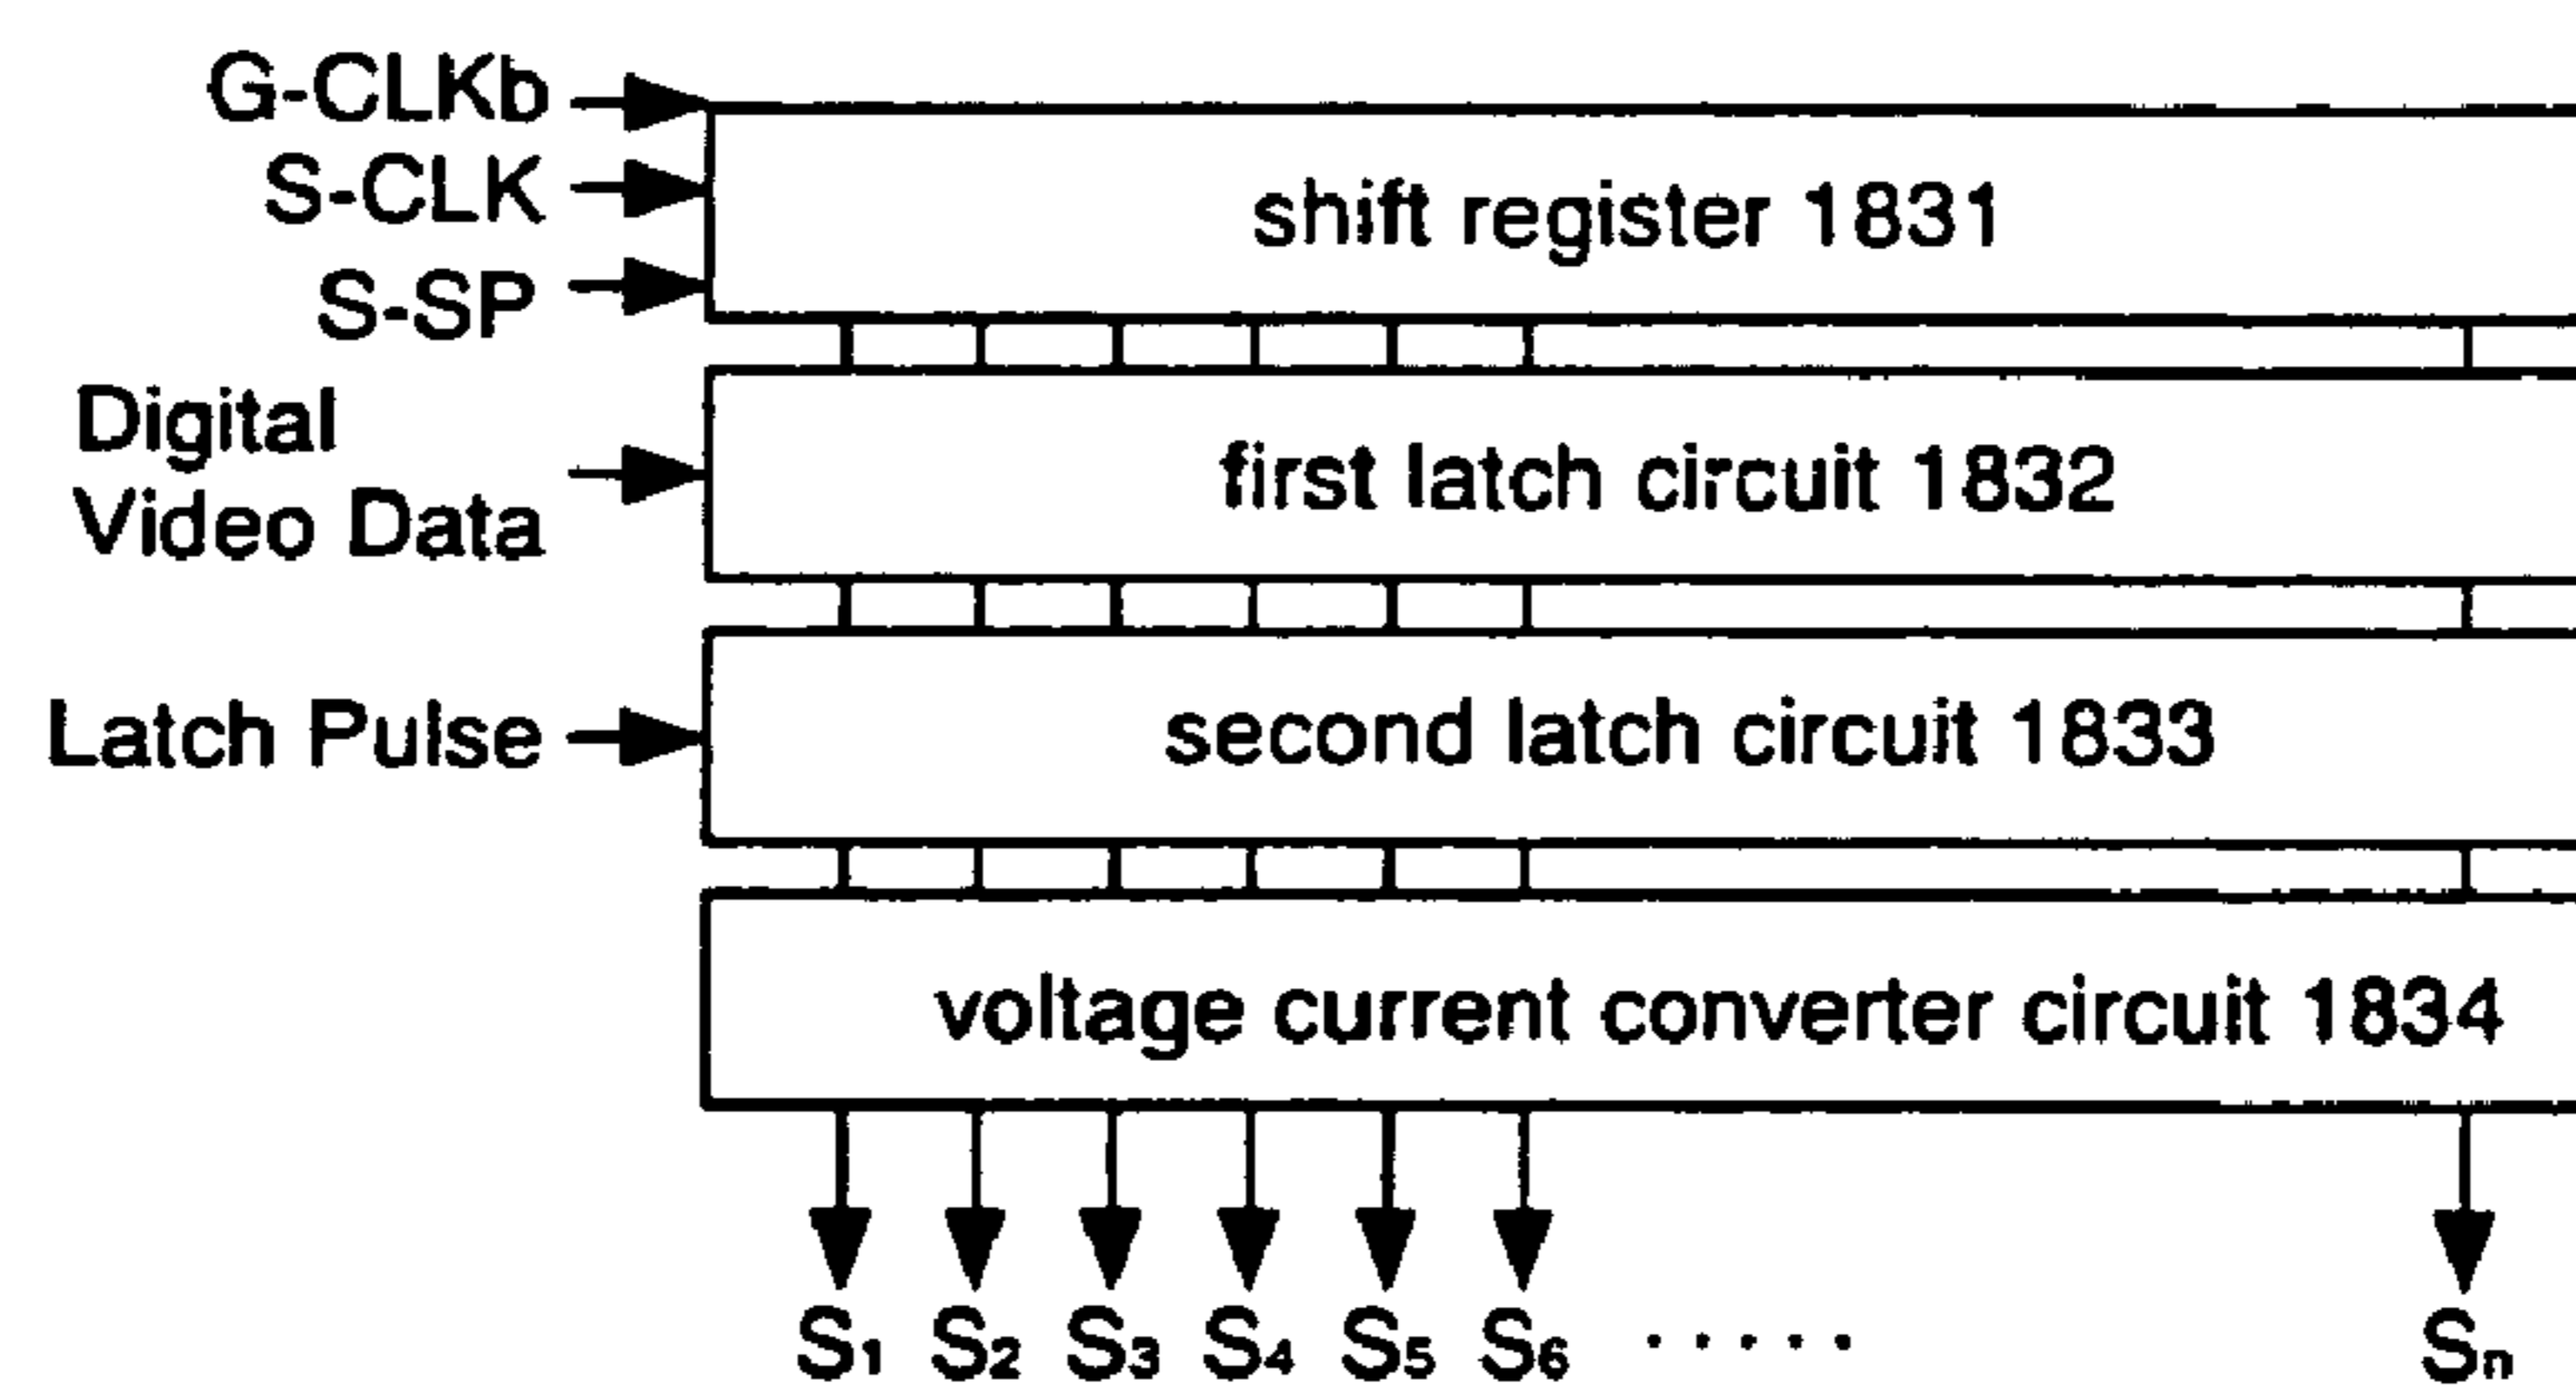 G-CLKb
S-CLK
S-SP
shift register 1831
Digital
Video Data
first latch circuit 1832
Latch Pulse
second latch circuit 1833
voltage current converter circuit 1834
S1 S2 S3 S4 S5 S6 ····· Sn